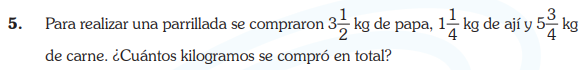 5. Para realizar una parrillada se compraron 3 1/2 kg de papa, 1 1/4 kg de ají y 5 3/4 kg
de carne. ¿Cuántos kilogramos se compró en total?